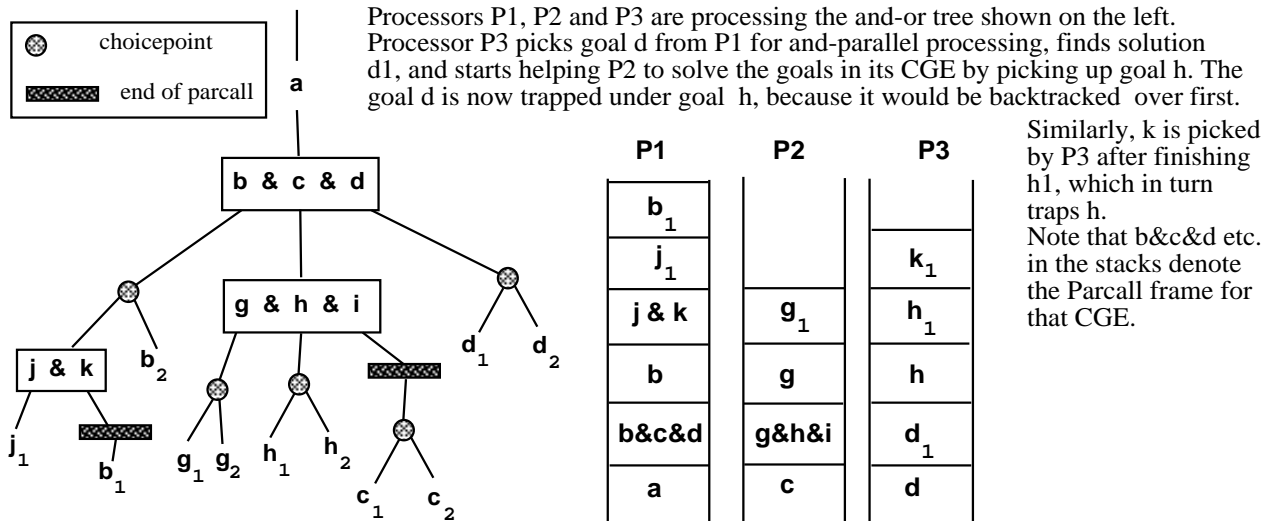 Processors P1, P2 and P3 are processing the and-or tree shown on the left.
Processor P3 picks goal d from P1 for and-parallel processing, finds solution
d1, and starts helping P2 to solve the goals in its CGE by picking up goal h. The
goal d is now trapped under goal h, because it would be backtracked over first.
choicepoint
end of parcall
Similarly, k is picked
by P3 after finishing
h1, which in turn
traps h.
Note that b&c&d etc.
in the stacks denote
the Parcall frame for
that CGE.
a
b & c & d
g & h & i
j & k
b2
d1 d2
j1
b1
g1 g2
h1 h2
c1 c2
P1 P2 P3
b1
j1 k1
j & k g1 h1
b g h
b&c&d g&h&i d1
a c d